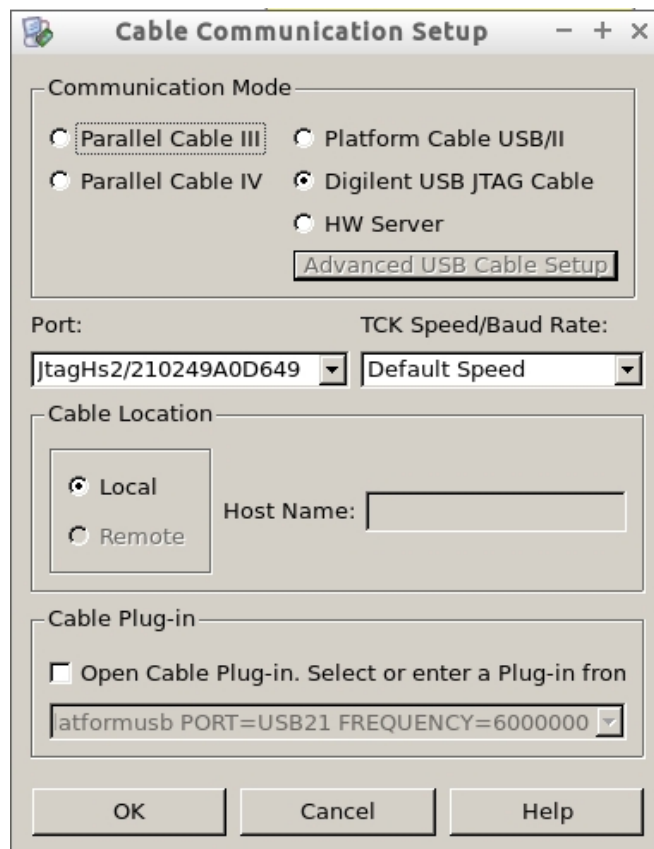 Cable Communication Setup
Communication Mode
Parallel Cable III
Platform Cable USB/II
Parallel Cable IV
Digilent USB JTAG Cable
HW Server
Advanced USB Cable Setup
Port:
TCK Speed/Baud Rate:
JtagHs2/210249A0D649
Default Speed
Cable Location
Local
Host Name:
Remote
Cable Plug-in
Open Cable Plug-in. Select or enter a Plug-in fron
latformusb PORT=USB21 FREQUENCY=6000000
OK
Cancel
Help